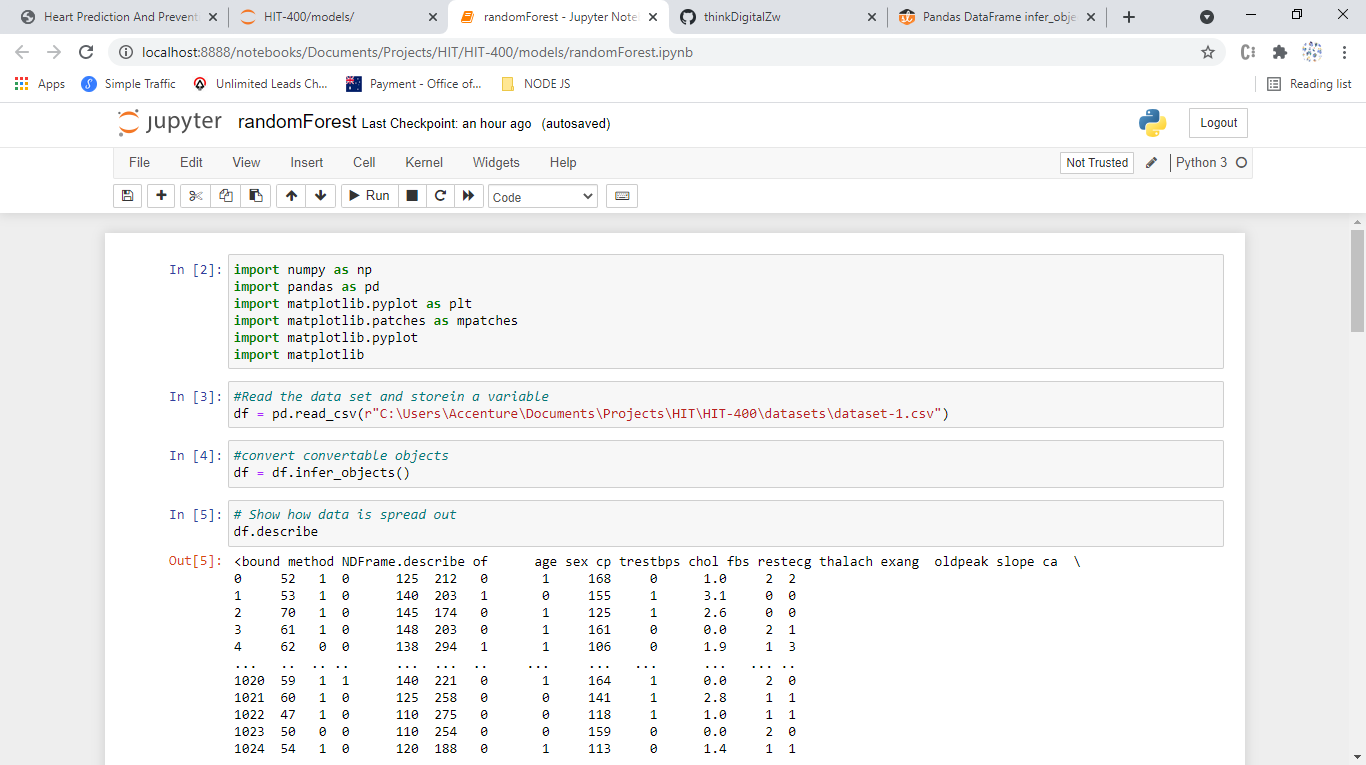 Heart Prediction And Prevent
HIT-400/models/
randomForest - Jupyter Note
thinkDigitalZw
Pandas DataFrame infer_obje
localhost:8888/notebooks/Documents/Projects/HIT/HIT-400/models/randomForest.ipynb
Apps
Simple Traffic
Unlimited Leads Ch...
Payment - Office of...
NODE JS
Reading list
jupyter randomForest Last Checkpoint: an hour ago (autosaved)
Logout
File Edit View Insert Cell Kernel Widgets Help
Not Trusted
Python 3
Run
Code
In [2]: import numpy as np
import pandas as pd
import matplotlib.pyplot as plt
import matplotlib.patches as mpatches
import matplotlib.pyplot
import matplotlib
In [3]: #Read the data set and storein a variable
df = pd.read_csv(r"C:\Users\Accenture\Documents\Projects\HIT\HIT-400\datasets\dataset-1.csv")
In [4]: #convert convertable objects
df = df.infer_objects()
In [5]: # Show how data is spread out
df.describe
Out[5]: <bound method NDFrame.describe of      age sex cp trestbps chol fbs restecg thalach exang  oldpeak slope ca  \
0     52  1  0      125  212   0       1     168     0      1.0     2  2
1     53  1  0      140  203   1       0     155     1      3.1     0  0
2     70  1  0      145  174   0       1     125     1      2.6     0  0
3     61  1  0      148  203   0       1     161     0      0.0     2  1
4     62  0  0      138  294   1       1     106     0      1.9     1  3
...   ..  .. ..      ...  ...  ..     ...     ...   ...      ...   ... ..
1020  59  1  1      140  221   0       1     164     1      0.0     2  0
1021  60  1  0      125  258   0       0     141     1      2.8     1  1
1022  47  1  0      110  275   0       0     118     1      1.0     1  1
1023  50  0  0      110  254   0       0     159     0      0.0     2  0
1024  54  1  0      120  188   0       1     113     0      1.4     1  1